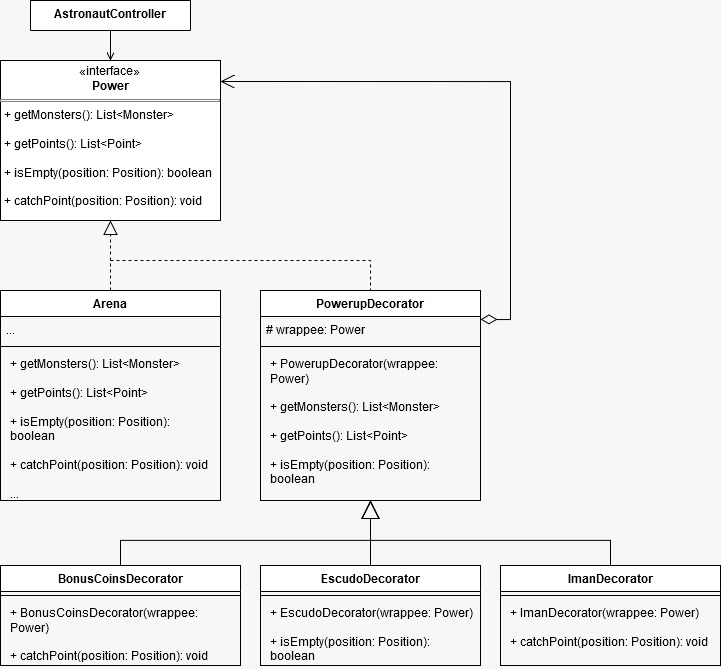 AstronautController
«interface»
Power
+ getMonsters(): List<Monster>
+ getPoints(): List<Point>
+ isEmpty(position: Position): boolean
+ catchPoint(position: Position): void
Arena
...
+ getMonsters(): List<Monster>
+ getPoints(): List<Point>
+ isEmpty(position: Position):
boolean
+ catchPoint(position: Position): void
...
PowerupDecorator
# wrappee: Power
+ PowerupDecorator(wrappee:
Power)
+ getMonsters(): List<Monster>
+ getPoints(): List<Point>
+ isEmpty(position: Position):
boolean
BonusCoinsDecorator
+ BonusCoinsDecorator(wrappee:
Power)
+ catchPoint(position: Position): void
EscudoDecorator
+ EscudoDecorator(wrappee: Power)
+ isEmpty(position: Position):
boolean
ImanDecorator
+ ImanDecorator(wrappee: Power)
+ catchPoint(position: Position): void